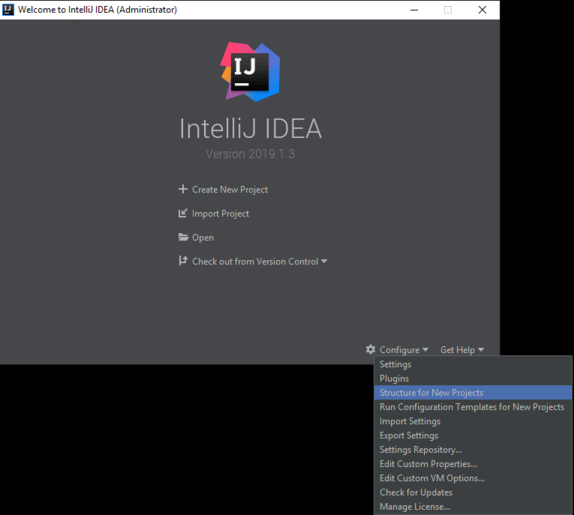 IJ Welcome to IntelliJ IDEA (Administrator)
IJ
IntelliJ IDEA
Version 2019.1.3
Create New Project
Import Project
Open
Check out from Version Control
Configure Get Help
Settings
Plugins
Structure for New Projects
Run Configuration Templates for New Projects
Import Settings
Export Settings
Settings Repository...
Edit Custom Properties...
Edit Custom VM Options...
Check for Updates
Manage License...